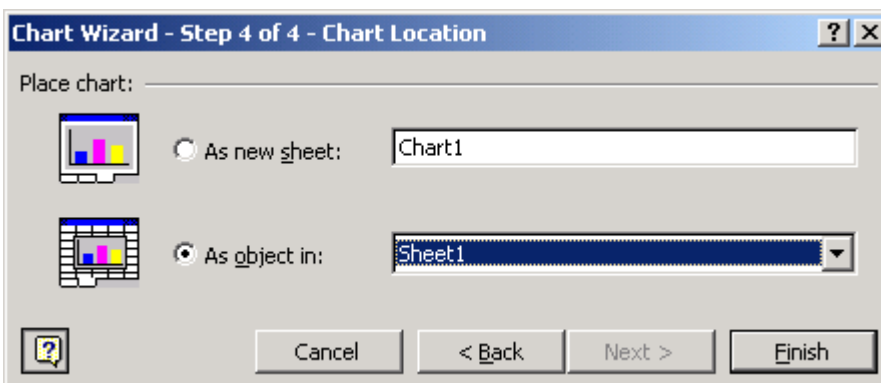 Chart Wizard - Step 4 of 4 - Chart Location ? X
Place chart:
As new sheet: Chart1
As object in: Sheet1
? Cancel < Back Next > Finish